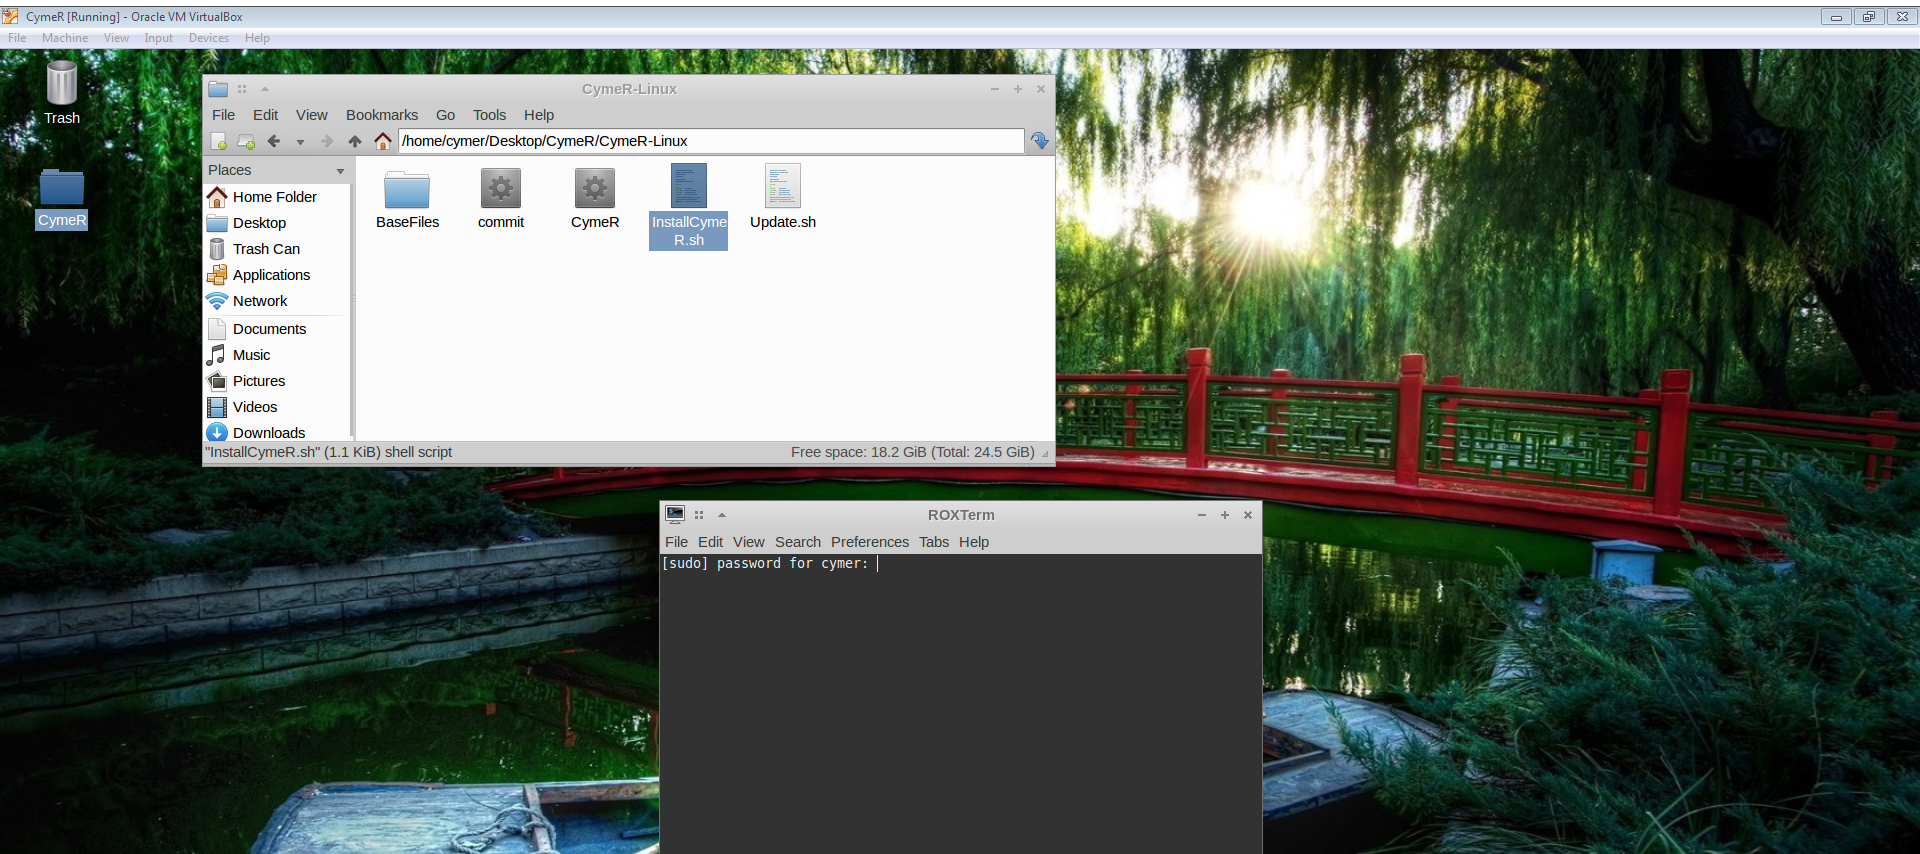 CymeR [Running] - Oracle VM VirtualBox
File Machine View Input Devices Help
Trash
CymeR
CymeR-Linux
File Edit View Bookmarks Go Tools Help
/home/cymer/Desktop/CymeR/CymeR-Linux
Places
Home Folder
Desktop
Trash Can
Applications
Network
Documents
Music
Pictures
Videos
Downloads
BaseFiles
commit
CymeR
InstallCyme
R.sh
Update.sh
"InstallCymeR.sh" (1.1 KiB) shell script
Free space: 18.2 GiB (Total: 24.5 GiB)
ROXTerm
File Edit View Search Preferences Tabs Help
[sudo] password for cymer: